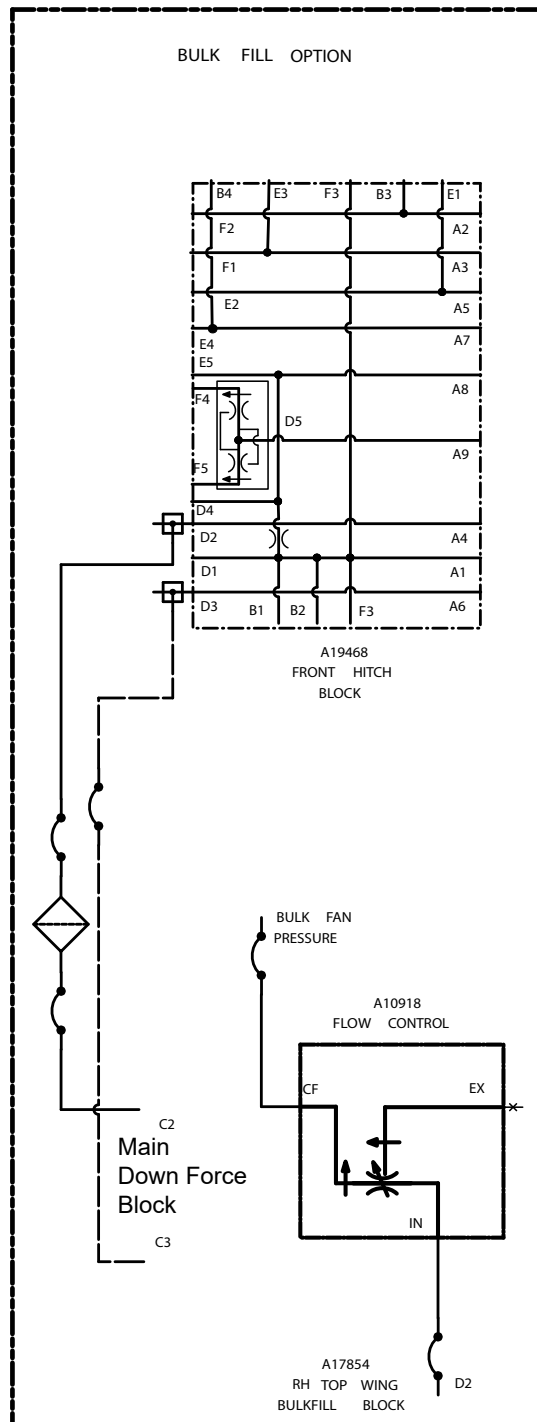 BULK FILL OPTION
B4 E3 F3 B3 E1
F2 A2
F1 A3
E2 A5
E4 A7
E5
F4 A8
D5
F5 A9
D4
D2 A4
D1 A1
D3 B1 B2 F3 A6
A19468
FRONT HITCH
BLOCK
BULK FAN
PRESSURE
A10918
FLOW CONTROL
CF EX
IN
C2
Main
Down Force
Block
C3
A17854
RH TOP WING
BULKFILL BLOCK
D2